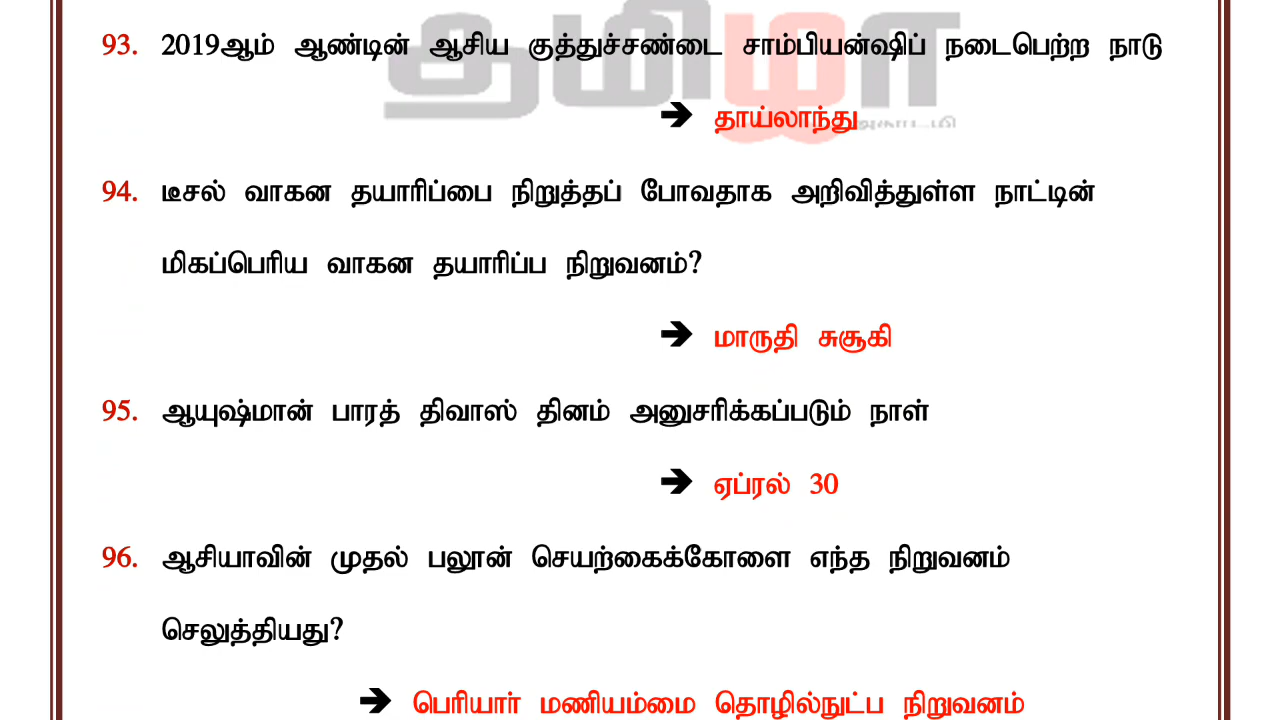 தமிழா
93. 2019ஆம் ஆண்டின் ஆசிய குத்துச்சண்டை சாம்பியன்ஷிப் நடைபெற்ற நாடு
➔ தாய்லாந்து
94. டீசல் வாகன தயாரிப்பை நிறுத்தப் போவதாக அறிவித்துள்ள நாட்டின்
மிகப்பெரிய வாகன தயாரிப்ப நிறுவனம்?
➔ மாருதி சுசூகி
95. ஆயுஷ்மான் பாரத் திவாஸ் தினம் அனுசரிக்கப்படும் நாள்
➔ ஏப்ரல் 30
96. ஆசியாவின் முதல் பலூன் செயற்கைக்கோளை எந்த நிறுவனம்
செலுத்தியது?
➔ பெரியார் மணியம்மை தொழில்நுட்ப நிறுவனம்